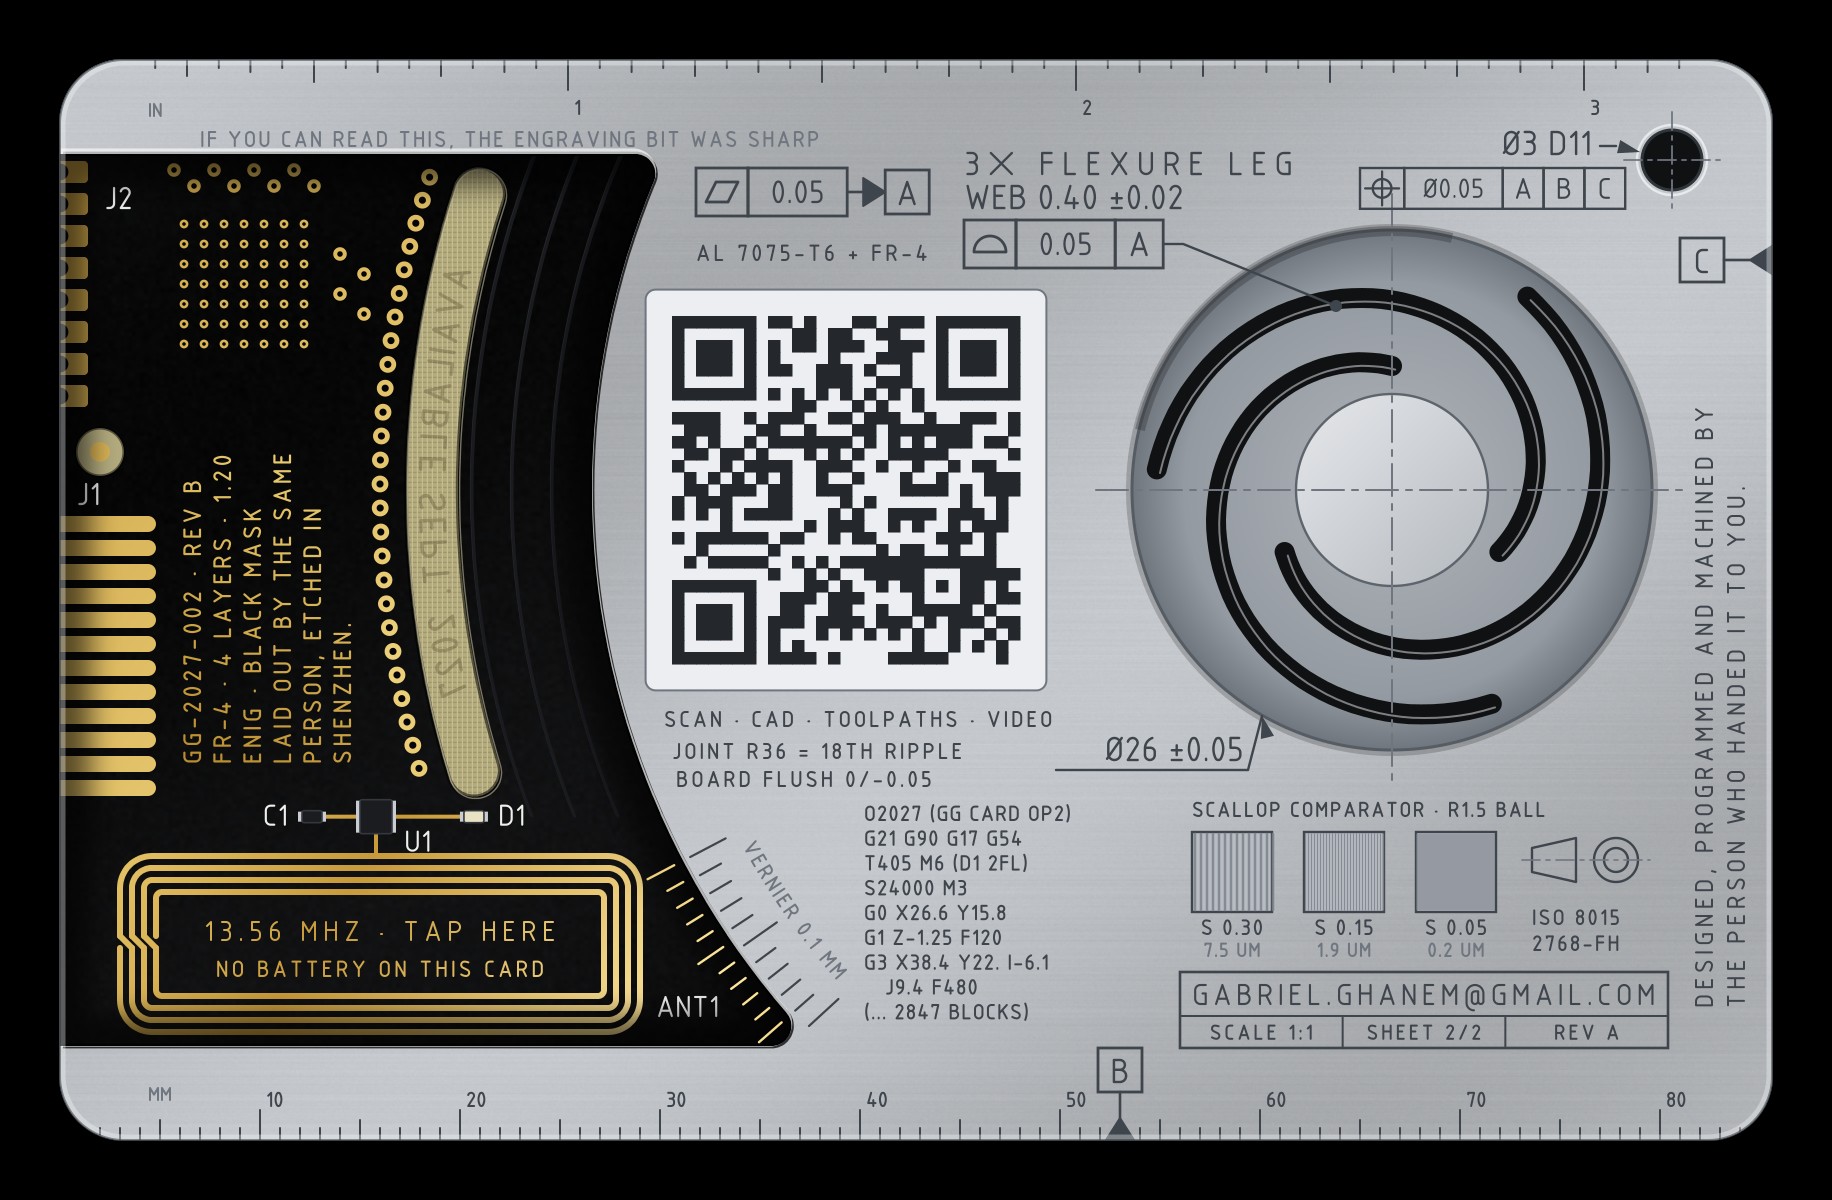 IN
1
2
3
IF YOU CAN READ THIS, THE ENGRAVING BIT WAS SHARP
J2
0.05
A
AL 7075-T6 + FR-4
3X FLEXURE LEG
WEB 0.40 ±0.02
0.05 A
Ø3 D11
Ø0.05 A B C
C
AVAILABLE SEPT. 2027
J1
GG-2027-002 · REV B
FR-4 · 4 LAYERS · 1.20
ENIG · BLACK MASK
LAID OUT BY THE SAME
PERSON, ETCHED IN
SHENZHEN.
SCAN · CAD · TOOLPATHS · VIDEO
JOINT R36 = 18TH RIPPLE
BOARD FLUSH 0/-0.05
Ø26 ±0.05
DESIGNED, PROGRAMMED AND MACHINED BY
THE PERSON WHO HANDED IT TO YOU.
C1
D1
U1
13.56 MHZ · TAP HERE
NO BATTERY ON THIS CARD
ANT1
VERNIER 0.1 MM
O2027 (GG CARD OP2)
G21 G90 G17 G54
T405 M6 (D1 2FL)
S24000 M3
G0 X26.6 Y15.8
G1 Z-1.25 F120
G3 X38.4 Y22. I-6.1
J9.4 F480
(... 2847 BLOCKS)
SCALLOP COMPARATOR · R1.5 BALL
S 0.30
7.5 UM
S 0.15
1.9 UM
S 0.05
0.2 UM
ISO 8015
2768-FH
GABRIEL.GHANEM@GMAIL.COM
SCALE 1:1
SHEET 2/2
REV A
B
MM
10
20
30
40
50
60
70
80